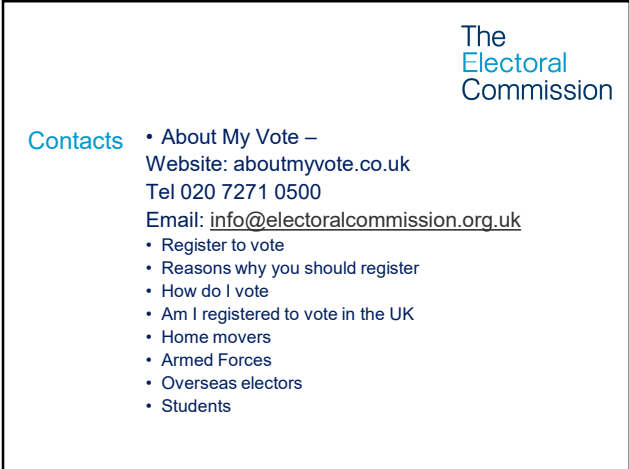 The
Electoral
Commission
Contacts
• About My Vote –
Website: aboutmyvote.co.uk
Tel 020 7271 0500
Email: info@electoralcommission.org.uk
• Register to vote
• Reasons why you should register
• How do I vote
• Am I registered to vote in the UK
• Home movers
• Armed Forces
• Overseas electors
• Students